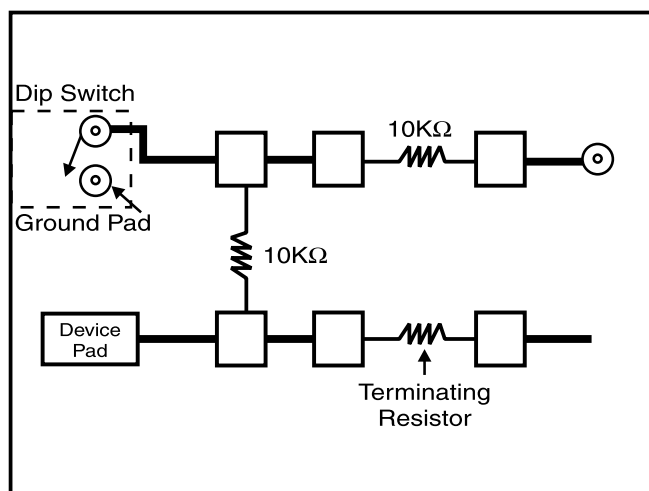 Dip Switch
10KΩ
Ground Pad
10KΩ
Device
Pad
Terminating
Resistor